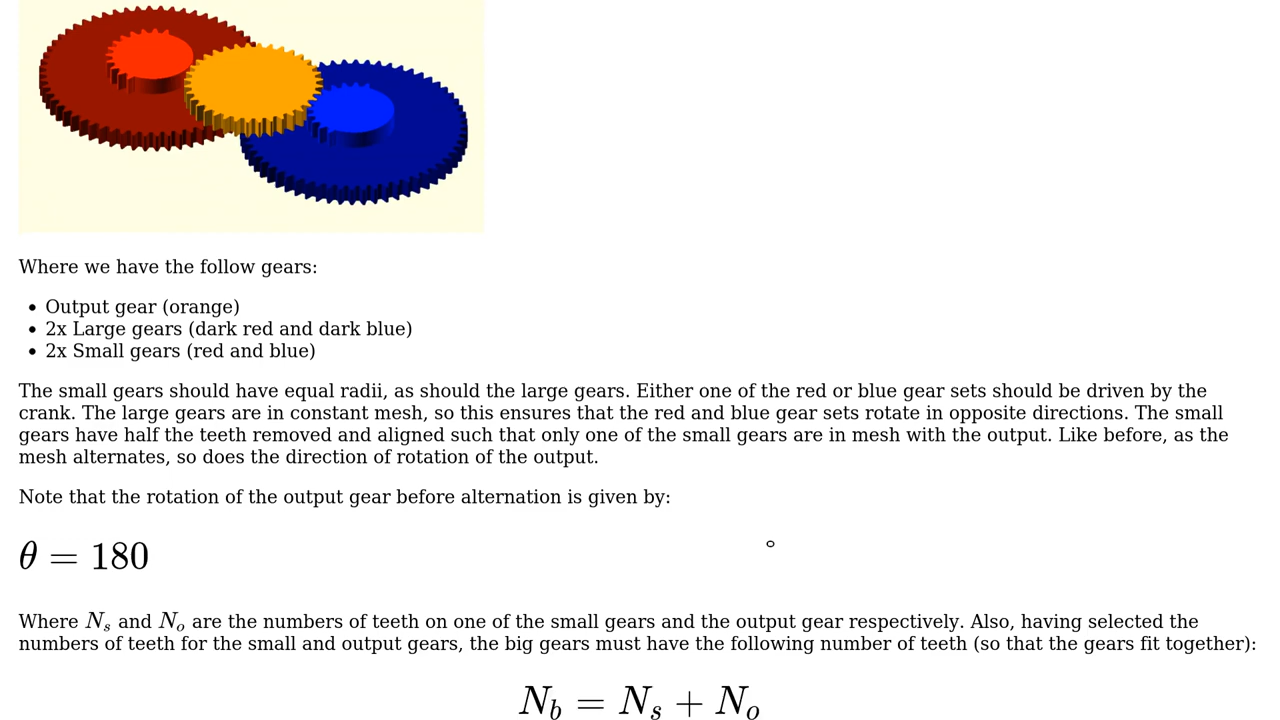 Where we have the follow gears:
• Output gear (orange)
• 2x Large gears (dark red and dark blue)
• 2x Small gears (red and blue)
The small gears should have equal radii, as should the large gears. Either one of the red or blue gear sets should be driven by the
crank. The large gears are in constant mesh, so this ensures that the red and blue gear sets rotate in opposite directions. The small
gears have half the teeth removed and aligned such that only one of the small gears are in mesh with the output. Like before, as the
mesh alternates, so does the direction of rotation of the output.
Note that the rotation of the output gear before alternation is given by:
θ = 180 °
Where N_s and N_o are the numbers of teeth on one of the small gears and the output gear respectively. Also, having selected the
numbers of teeth for the small and output gears, the big gears must have the following number of teeth (so that the gears fit together):
N_b = N_s + N_o